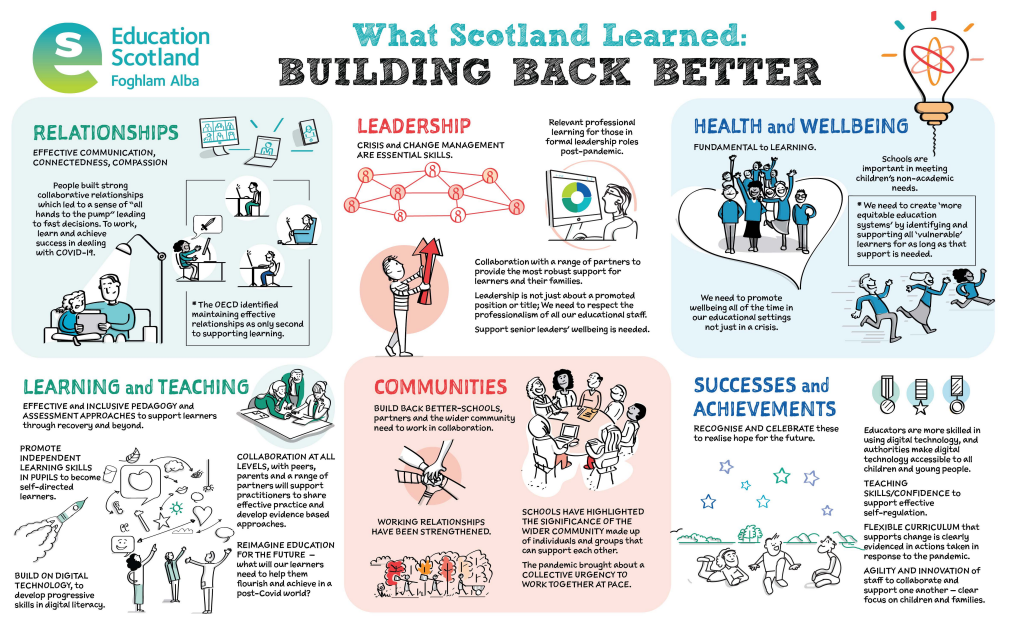 Education
Scotland
Foghlam Alba
What Scotland Learned:
BUILDING BACK BETTER
RELATIONSHIPS
EFFECTIVE COMMUNICATION,
CONNECTEDNESS, COMPASSION
People built strong
collaborative relationships
which led to a sense of “all
hands to the pump” leading
to fast decisions. To work,
learn and achieve
success in dealing
with COVID-19.
* The OECD identified
maintaining effective
relationships as only second
to supporting learning.
LEADERSHIP
CRISIS and CHANGE MANAGEMENT
ARE ESSENTIAL SKILLS.
Relevant professional
learning for those in
formal leadership roles
post-pandemic.
Collaboration with a range of partners to
provide the most robust support for
learners and their families.
Leadership is not just about a promoted
position or title; We need to respect the
professionalism of all our educational staff.
Support senior leaders’ wellbeing is needed.
HEALTH and WELLBEING
FUNDAMENTAL to LEARNING.
Schools are
important in meeting
children’s non-academic
needs.
* We need to create ‘more
equitable education
systems’ by identifying and
supporting all ‘vulnerable’
learners for as long as that
support is needed.
We need to promote
wellbeing all of the time in
our educational settings
not just in a crisis.
LEARNING and TEACHING
EFFECTIVE and INCLUSIVE PEDAGOGY and
ASSESSMENT APPROACHES to support learners
through recovery and beyond.
PROMOTE
INDEPENDENT
LEARNING SKILLS
IN PUPILS to become
self-directed
learners.
COLLABORATION AT ALL
LEVELS, with peers,
parents and a range of
partners will support
practitioners to share
effective practice and
develop evidence based
approaches.
REIMAGINE EDUCATION
FOR THE FUTURE –
what will our learners
need to help them
flourish and achieve in a
post-Covid world?
BUILD ON DIGITAL
TECHNOLOGY, to
develop progressive
skills in digital literacy.
COMMUNITIES
BUILD BACK BETTER-SCHOOLS,
partners and the wider community
need to work in collaboration.
WORKING RELATIONSHIPS
HAVE BEEN STRENGTHENED.
SCHOOLS HAVE HIGHLIGHTED
THE SIGNIFICANCE OF THE
WIDER COMMUNITY made up
of individuals and groups that
can support each other.
The pandemic brought about a
COLLECTIVE URGENCY TO
WORK TOGETHER AT PACE.
SUCCESSES and
ACHIEVEMENTS
RECOGNISE AND CELEBRATE these
to realise hope for the future.
Educators are more skilled in
using digital technology, and
authorities make digital
technology accessible to all
children and young people.
TEACHING
SKILLS/CONFIDENCE to
support effective
self-regulation.
FLEXIBLE CURRICULUM that
supports change is clearly
evidenced in actions taken in
response to the pandemic.
AGILITY AND INNOVATION of
staff to collaborate and
support one another – clear
focus on children and families.